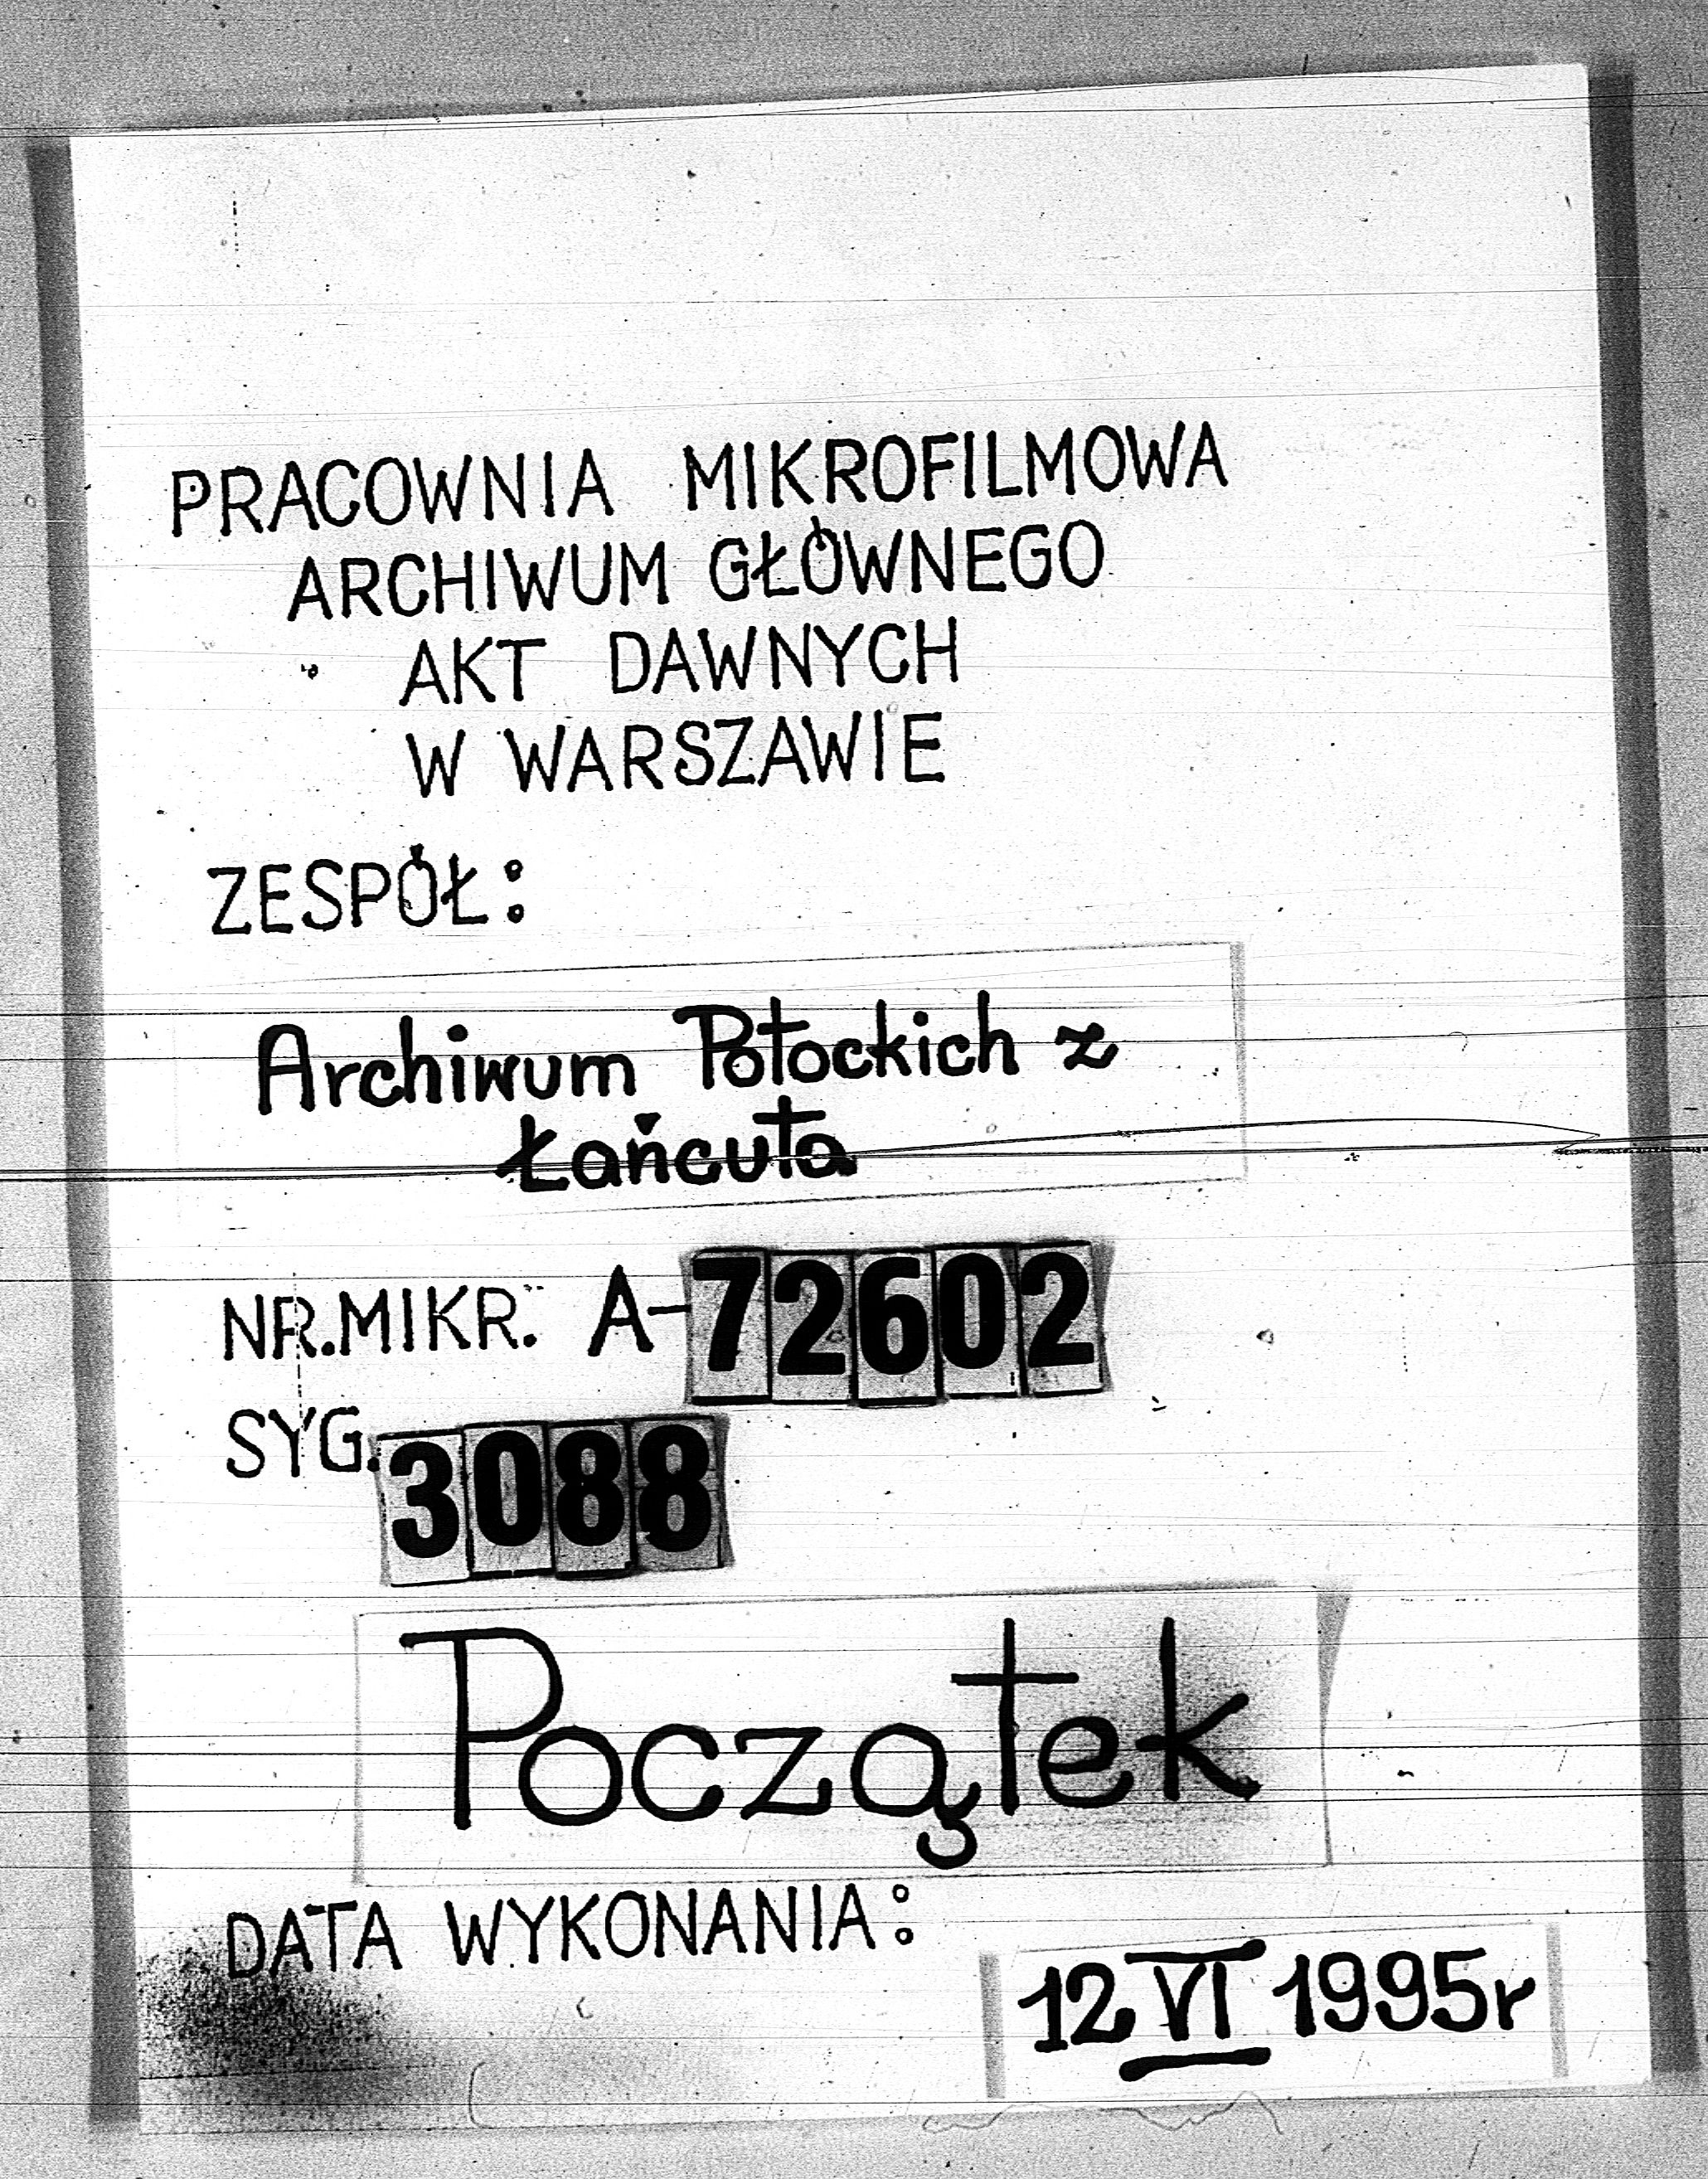 PRACOWNIA MIKROFILMOWA
ARCHIWUM GŁÓWNEGO
AKT DAWNYCH
W WARSZAWIE
ZESPÓŁ:
Archiwum Potockich z
Łańcuta
NR.MIKR. A-72602
SYG. 3088
Początek
DATA WYKONANIA:
12 VI 1995r